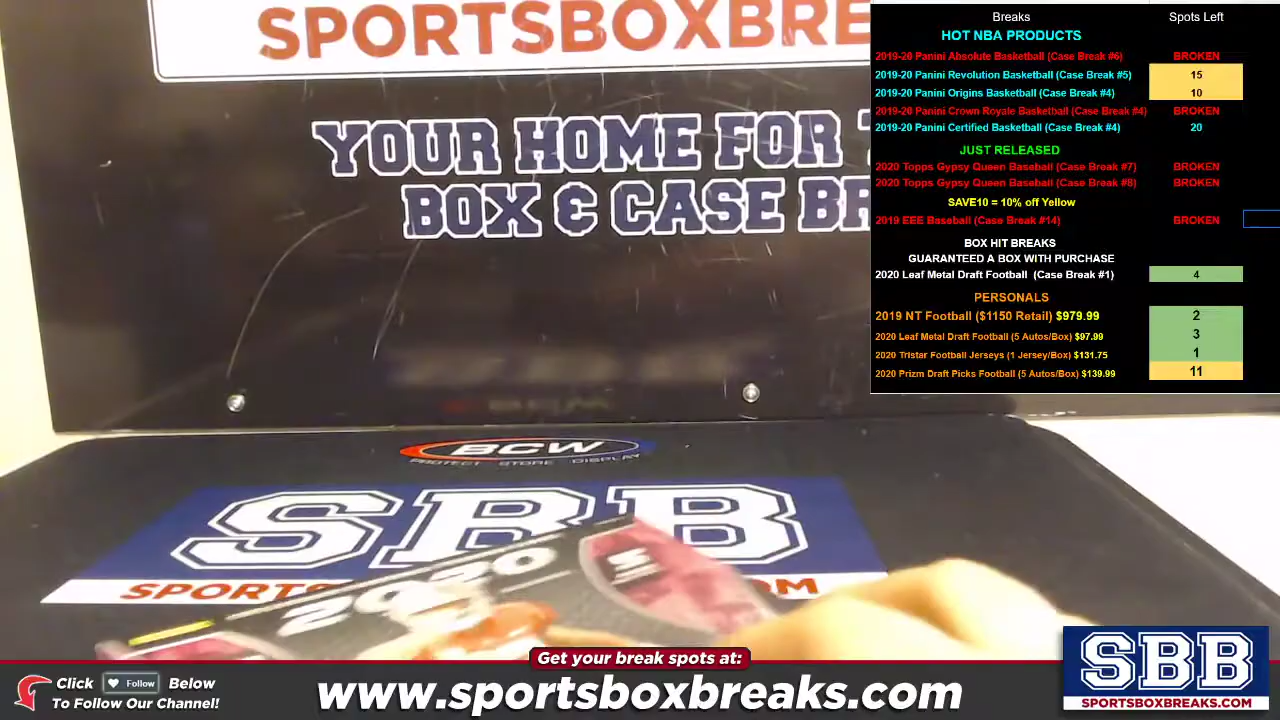 SPORTSBOXBRE
YOUR HOME FOR
BOX & CASE BR
Breaks Spots Left
HOT NBA PRODUCTS
2019-20 Panini Absolute Basketball (Case Break #6) BROKEN
2019-20 Panini Revolution Basketball (Case Break #5) 15
2019-20 Panini Origins Basketball (Case Break #4) 10
2019-20 Panini Crown Royale Basketball (Case Break #4) BROKEN
2019-20 Panini Certified Basketball (Case Break #4) 20
JUST RELEASED
2020 Topps Gypsy Queen Baseball (Case Break #7) BROKEN
2020 Topps Gypsy Queen Baseball (Case Break #8) BROKEN
SAVE10 = 10% off Yellow
2019 EEE Baseball (Case Break #14) BROKEN
BOX HIT BREAKS
GUARANTEED A BOX WITH PURCHASE
2020 Leaf Metal Draft Football (Case Break #1) 4
PERSONALS
2019 NT Football ($1150 Retail) $979.99 2
2020 Leaf Metal Draft Football (5 Autos/Box) $97.99 3
2020 Tristar Football Jerseys (1 Jersey/Box) $131.75 1
2020 Prizm Draft Picks Football (5 Autos/Box) $139.99 11
BCW
PROTECT STORE DISPLAY
SBB
SPORTS OM
2020
Get your break spots at:
Click Follow Below
To Follow Our Channel!
www.sportsboxbreaks.com
SBB
SPORTSBOXBREAKS.COM